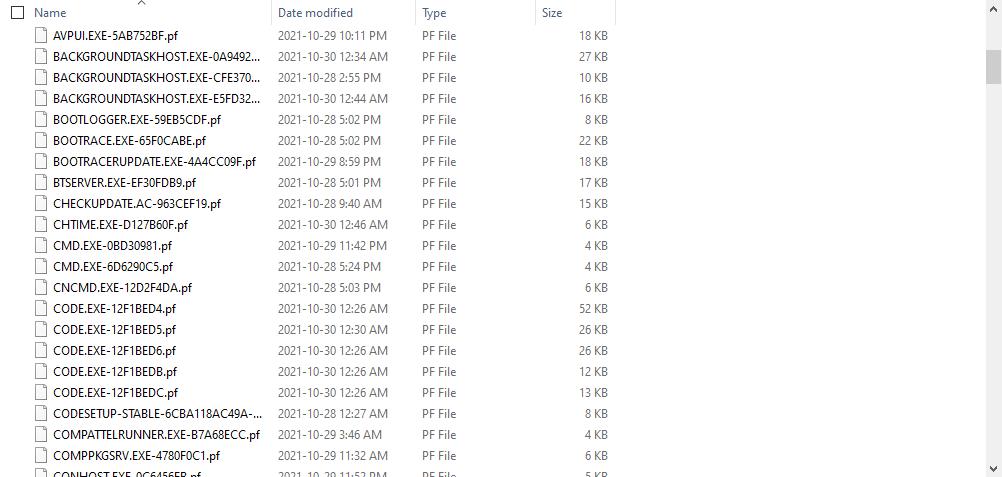 Name Date modified Type Size
AVPUI.EXE-5AB752BF.pf 2021-10-29 10:11 PM PF File 18 KB
BACKGROUNDTASKHOST.EXE-0A9492... 2021-10-30 12:34 AM PF File 27 KB
BACKGROUNDTASKHOST.EXE-CFE370... 2021-10-28 2:55 PM PF File 10 KB
BACKGROUNDTASKHOST.EXE-E5FD32... 2021-10-30 12:44 AM PF File 16 KB
BOOTLOGGER.EXE-59EB5CDF.pf 2021-10-28 5:02 PM PF File 8 KB
BOOTRACE.EXE-65F0CABE.pf 2021-10-28 5:02 PM PF File 22 KB
BOOTRACERUPDATE.EXE-4A4CC09F.pf 2021-10-29 8:59 PM PF File 18 KB
BTSERVER.EXE-EF30FDB9.pf 2021-10-28 5:01 PM PF File 17 KB
CHECKUPDATE.AC-963CEF19.pf 2021-10-28 9:40 AM PF File 15 KB
CHTIME.EXE-D127B60F.pf 2021-10-30 12:46 AM PF File 6 KB
CMD.EXE-0BD30981.pf 2021-10-29 11:42 PM PF File 4 KB
CMD.EXE-6D6290C5.pf 2021-10-28 5:24 PM PF File 4 KB
CNCMD.EXE-12D2F4DA.pf 2021-10-28 5:03 PM PF File 6 KB
CODE.EXE-12F1BED4.pf 2021-10-30 12:26 AM PF File 52 KB
CODE.EXE-12F1BED5.pf 2021-10-30 12:30 AM PF File 26 KB
CODE.EXE-12F1BED6.pf 2021-10-30 12:26 AM PF File 26 KB
CODE.EXE-12F1BEDB.pf 2021-10-30 12:26 AM PF File 12 KB
CODE.EXE-12F1BEDC.pf 2021-10-30 12:26 AM PF File 13 KB
CODESETUP-STABLE-6CBA118AC49A-... 2021-10-28 12:27 AM PF File 8 KB
COMPATTELRUNNER.EXE-B7A68ECC.pf 2021-10-29 3:46 AM PF File 4 KB
COMPPKGSRV.EXE-4780F0C1.pf 2021-10-29 11:32 AM PF File 6 KB
CONHOST.EXE-0C6456FB.pf 2021-10-29 11:52 PM PF File 5 KB